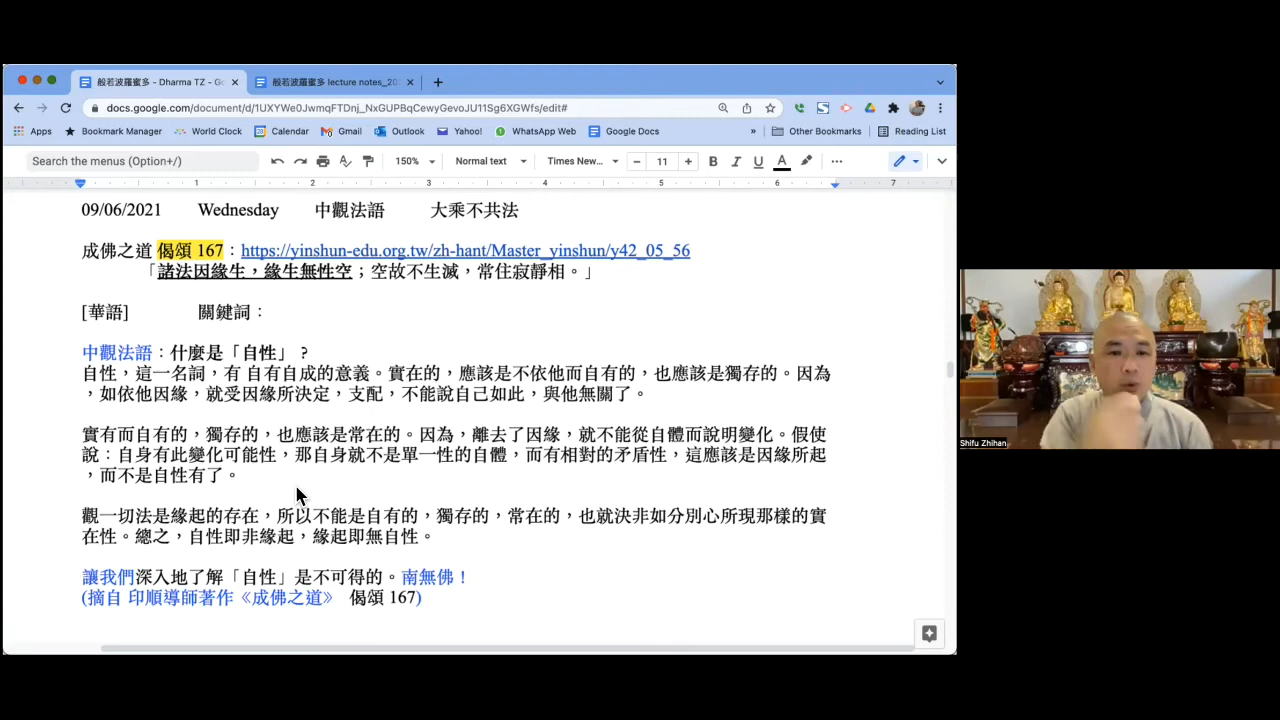 般若波羅蜜多 - Dharma TZ - Go
般若波羅蜜多 lecture notes_20
docs.google.com/document/d/1UXYWe0JwmqFTDnj_NxGUPBqCewyGevoJU11Sg6XGWfs/edit#
Apps Bookmark Manager World Clock Calendar Gmail Outlook Yahoo! WhatsApp Web Google Docs » Other Bookmarks Reading List
Search the menus (Option+/) 150% Normal text Times New... 11 B I U A
1 2 3 4 5 6 7
09/06/2021 Wednesday 中觀法語 大乘不共法
成佛之道 偈頌 167：https://yinshun-edu.org.tw/zh-hant/Master_yinshun/y42_05_56
「諸法因緣生，緣生無性空；空故不生滅，常住寂靜相。」
[華語] 關鍵詞：
中觀法語：什麼是「自性」？
自性，這一名詞，有 自有自成的意義。實在的，應該是不依他而自有的，也應該是獨存的。因為
，如依他因緣，就受因緣所決定，支配，不能說自己如此，與他無關了。
實有而自有的，獨存的，也應該是常在的。因為，離去了因緣，就不能從自體而說明變化。假使
說：自身有此變化可能性，那自身就不是單一性的自體，而有相對的矛盾性，這應該是因緣所起
，而不是自性有了。
觀一切法是緣起的存在，所以不能是自有的，獨存的，常在的，也就決非如分別心所現那樣的實
在性。總之，自性即非緣起，緣起即無自性。
讓我們深入地了解「自性」是不可得的。南無佛！
(摘自 印順導師著作《成佛之道》 偈頌 167)
Shifu Zhihan